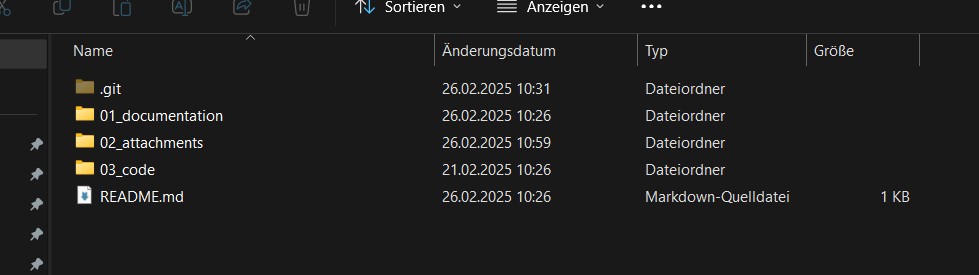 Sortieren Anzeigen
Name Änderungsdatum Typ Größe
.git 26.02.2025 10:31 Dateiordner
01_documentation 26.02.2025 10:26 Dateiordner
02_attachments 26.02.2025 10:59 Dateiordner
03_code 21.02.2025 10:26 Dateiordner
README.md 26.02.2025 10:26 Markdown-Quelldatei 1 KB